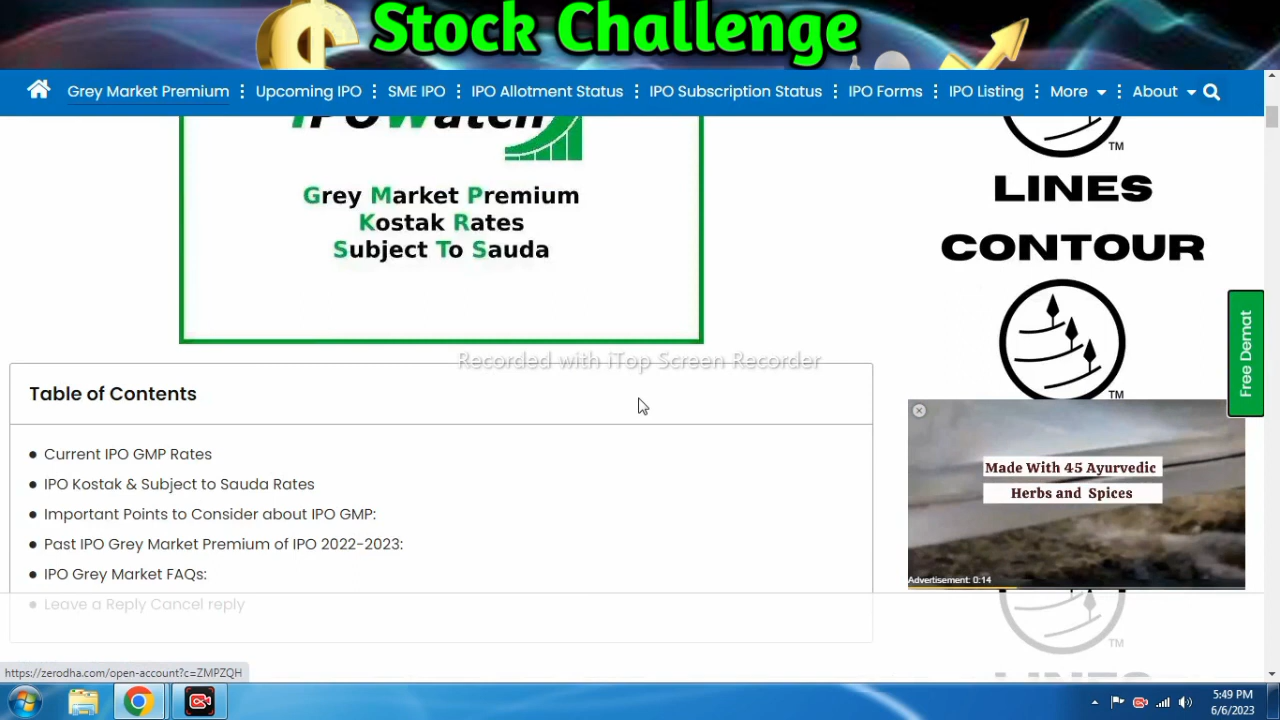 Stock Challenge
Grey Market Premium
Upcoming IPO
SME IPO
IPO Allotment Status
IPO Subscription Status
IPO Forms
IPO Listing
More
About
IPOWatch
Grey Market Premium
Kostak Rates
Subject To Sauda
TM
LINES
CONTOUR
TM
Free Demat
Recorded with iTop Screen Recorder
Table of Contents
Current IPO GMP Rates
IPO Kostak & Subject to Sauda Rates
Important Points to Consider about IPO GMP:
Past IPO Grey Market Premium of IPO 2022-2023:
IPO Grey Market FAQs:
Leave a Reply Cancel reply
Made With 45 Ayurvedic
Herbs and Spices
Advertisement: 0:14
TM
LINES
https://zerodha.com/open-account?c=ZMPZQH
5:49 PM
6/6/2023